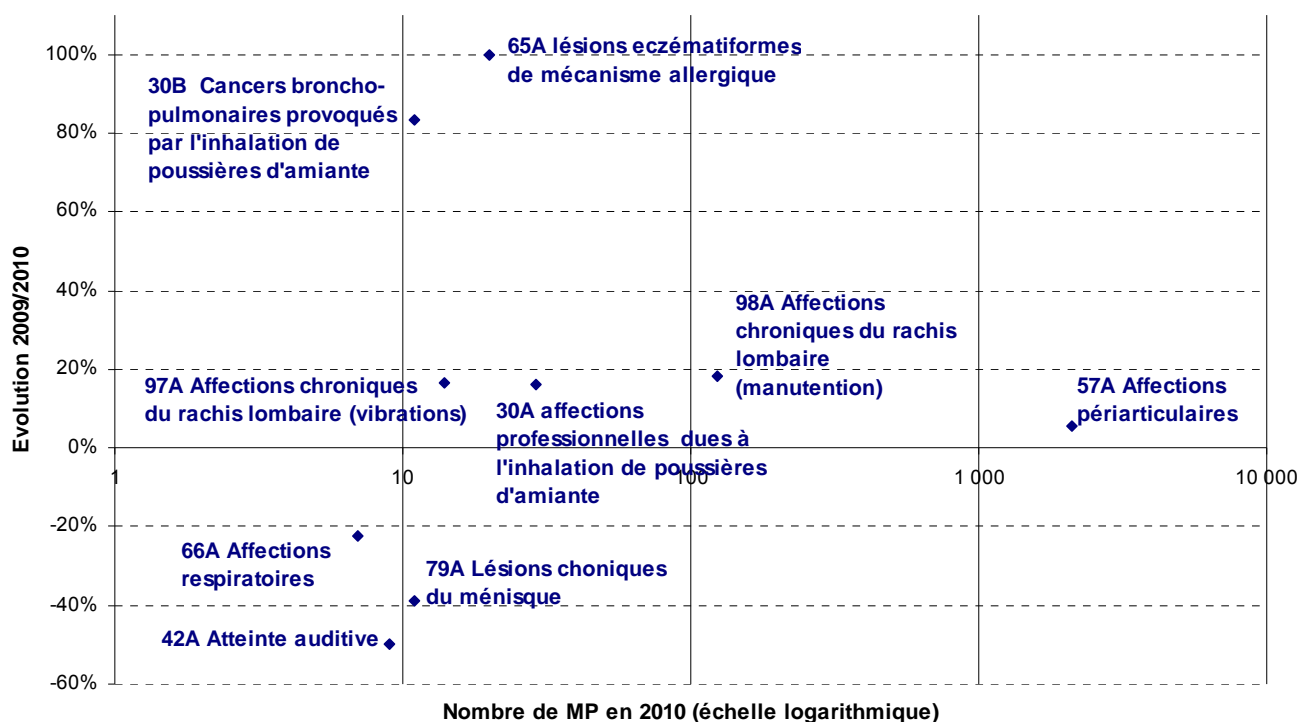 100%
80%
60%
40%
20%
0%
-20%
-40%
-60%
Evolution 2009/2010
65A lésions eczématiformes
de mécanisme allergique
30B Cancers broncho-
pulmonaires provoqués
par l'inhalation de
poussières d'amiante
98A Affections
chroniques du rachis
lombaire
(manutention)
97A Affections chroniques
du rachis lombaire (vibrations)
30A affections
professionnelles dues à
l'inhalation de poussières
d'amiante
57A Affections
périarticulaires
1
10
100
1 000
10 000
66A Affections
respiratoires
79A Lésions choniques
du ménisque
42A Atteinte auditive
Nombre de MP en 2010 (échelle logarithmique)